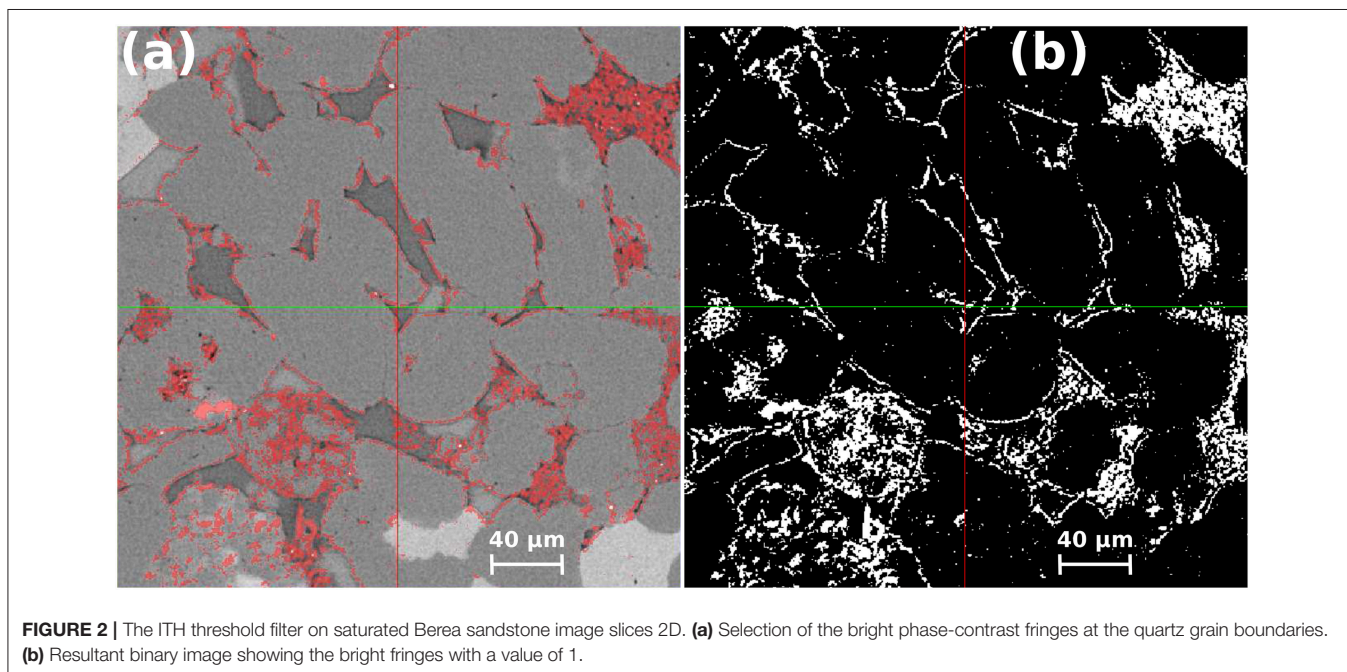 (a)
(b)
40 μm
40 μm
FIGURE 2 | The ITH threshold filter on saturated Berea sandstone image slices 2D. (a) Selection of the bright phase-contrast fringes at the quartz grain boundaries.
(b) Resultant binary image showing the bright fringes with a value of 1.